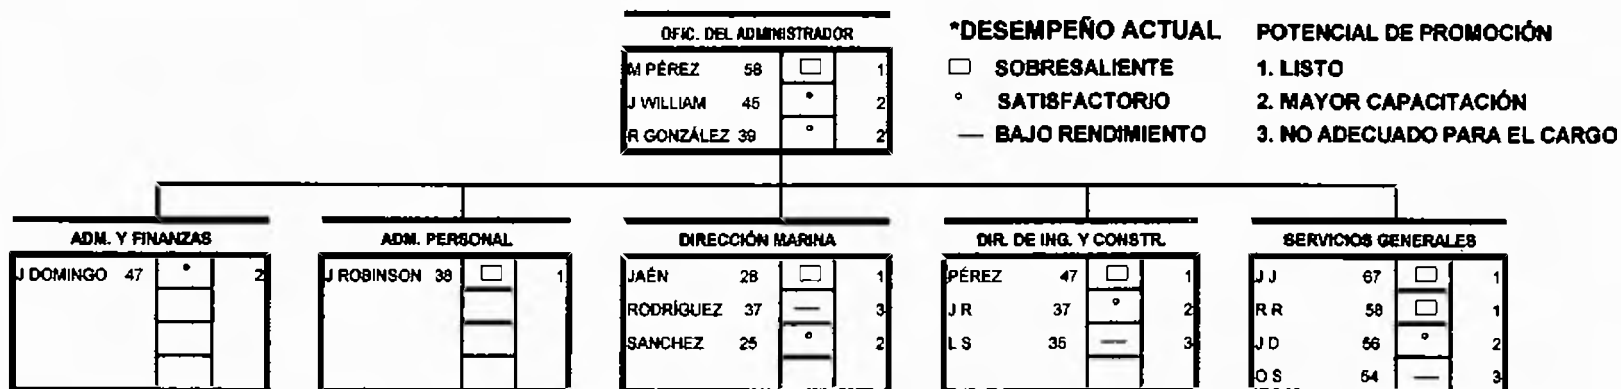 OFIC. DEL ADMINISTRADOR
M PÉREZ 58 1
J WILLIAM 45 2
R GONZÁLEZ 39 2
*DESEMPEÑO ACTUAL
SOBRESALIENTE
SATISFACTORIO
BAJO RENDIMIENTO
POTENCIAL DE PROMOCIÓN
1. LISTO
2. MAYOR CAPACITACIÓN
3. NO ADECUADO PARA EL CARGO
ADM. Y FINANZAS
J DOMINGO 47 2
ADM. PERSONAL
J ROBINSON 38 1
DIRECCIÓN MARINA
JAÉN 28 1
RODRÍGUEZ 37 3
SANCHEZ 25 2
DIR. DE ING. Y CONSTR.
PÉREZ 47 1
J R 37 2
L S 35 3
SERVICIOS GENERALES
J J 67 1
R R 58 1
J D 56 2
O S 54 3